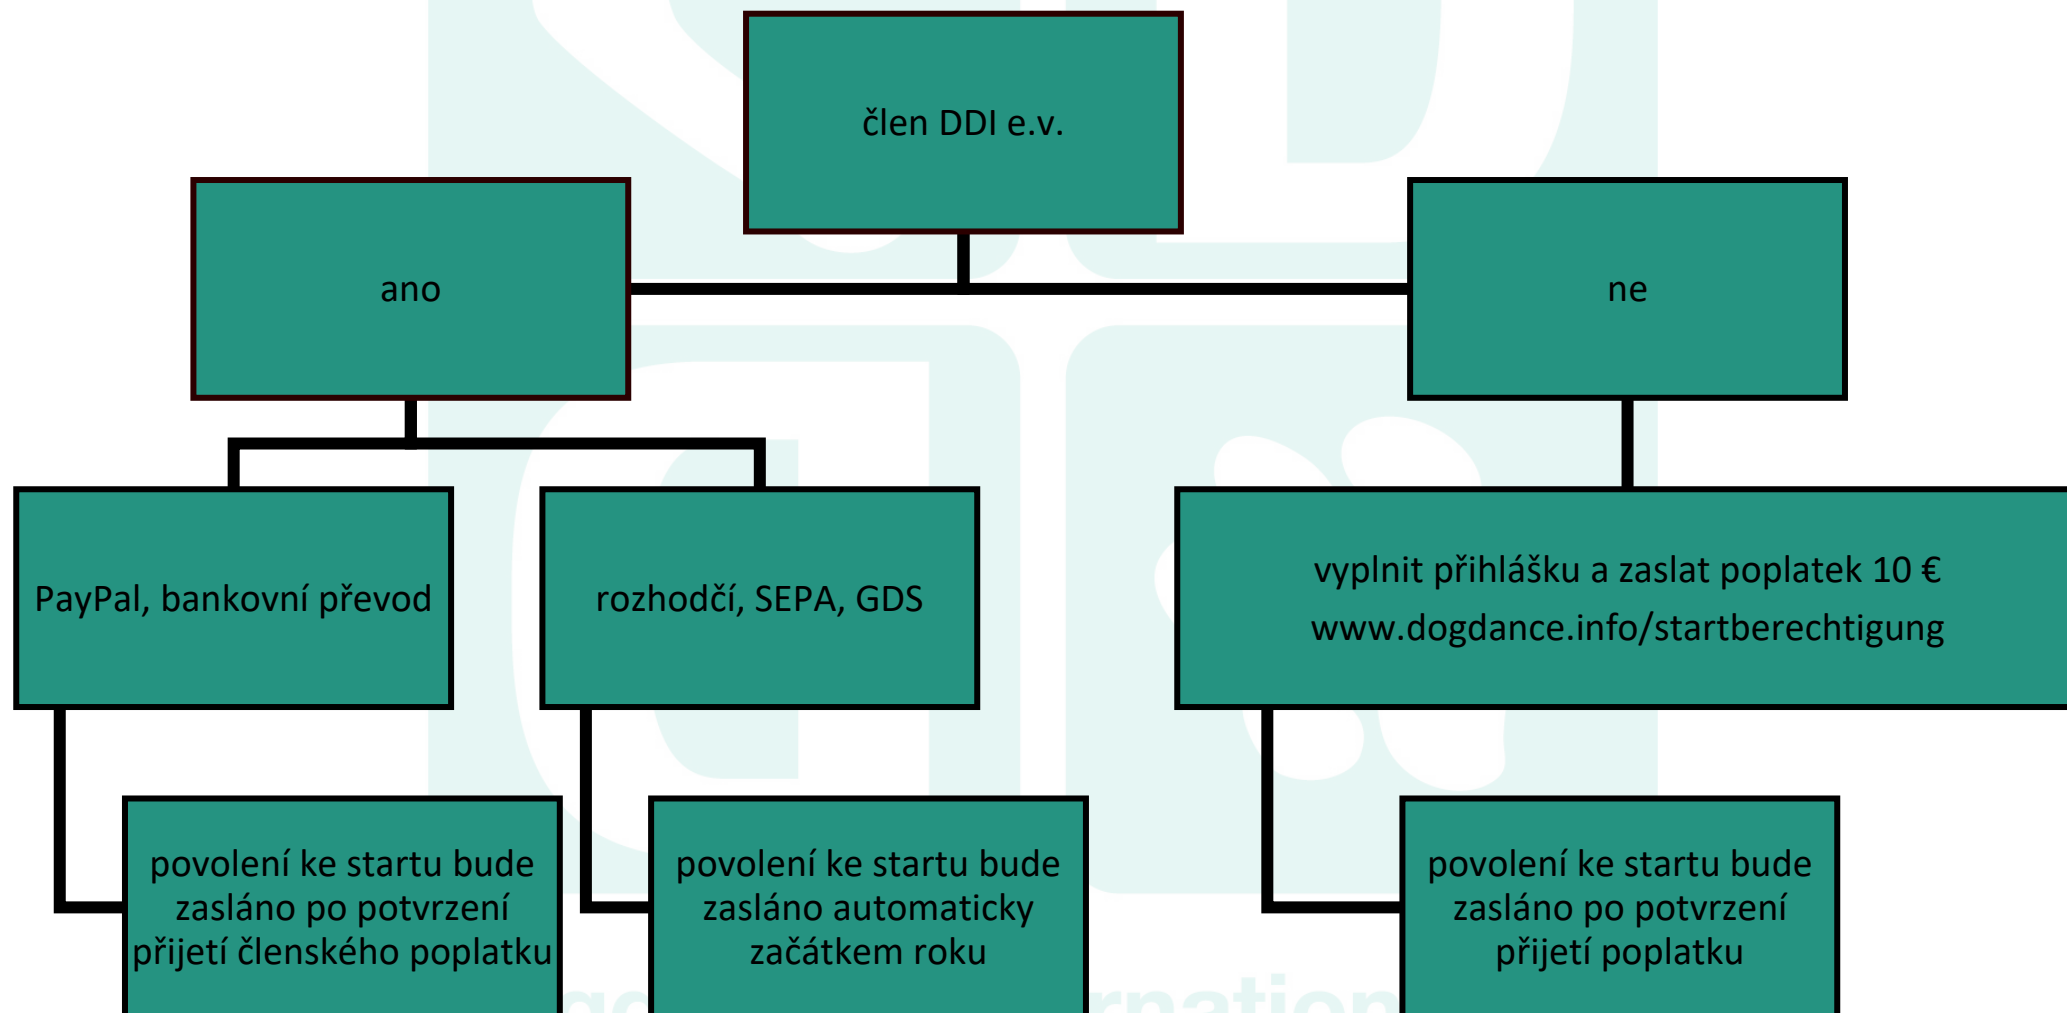 člen DDI e.v.
ano
ne
PayPal, bankovní převod
rozhodčí, SEPA, GDS
vyplnit přihlášku a zaslat poplatek 10 €
www.dogdance.info/startberechtigung
povolení ke startu bude
zasláno po potvrzení
přijetí členského poplatku
povolení ke startu bude
zasláno automaticky
začátkem roku
povolení ke startu bude
zasláno po potvrzení
přijetí poplatku